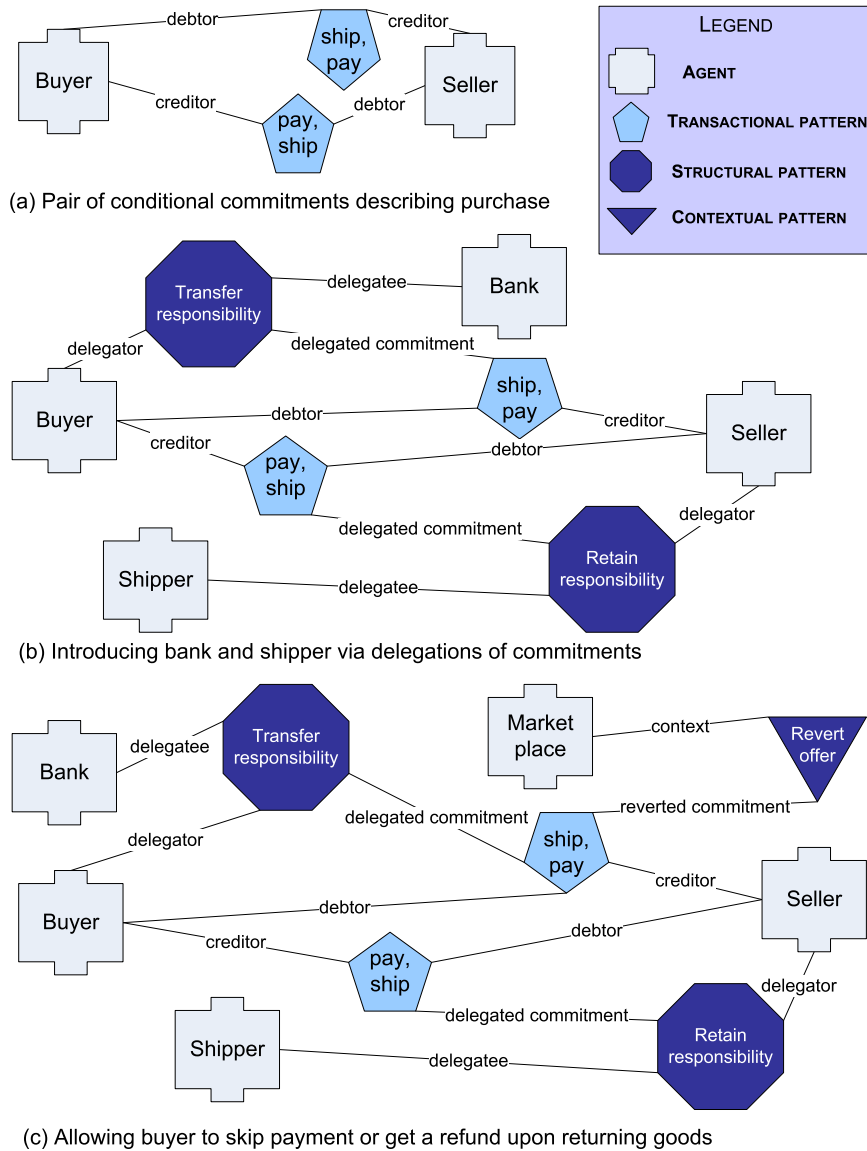 debtor
creditor
ship,
pay
Buyer
Seller
creditor
debtor
pay,
ship
(a) Pair of conditional commitments describing purchase
LEGEND
AGENT
TRANSACTIONAL PATTERN
STRUCTURAL PATTERN
CONTEXTUAL PATTERN
Transfer
responsibility
delegatee
Bank
delegator
delegated commitment
ship,
pay
Buyer
debtor
creditor
Seller
creditor
debtor
pay,
ship
delegator
delegated commitment
Shipper
delegatee
Retain
responsibility
(b) Introducing bank and shipper via delegations of commitments
Transfer
responsibility
Market
place
context
Revert
offer
delegatee
Bank
delegated commitment
reverted commitment
delegator
ship,
pay
creditor
Seller
Buyer
debtor
creditor
debtor
pay,
ship
delegator
delegated commitment
Retain
responsibility
Shipper
delegatee
(c) Allowing buyer to skip payment or get a refund upon returning goods